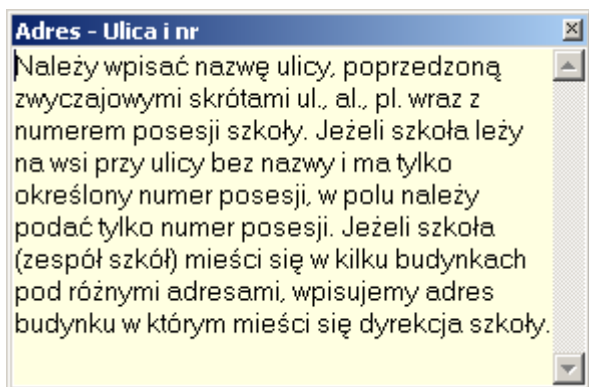 Adres - Ulica i nr
Należy wpisać nazwę ulicy, poprzedzoną
zwyczajowymi skrótami ul., al., pl. wraz z
numerem posesji szkoły. Jeżeli szkoła leży
na wsi przy ulicy bez nazwy i ma tylko
określony numer posesji, w polu należy
podać tylko numer posesji. Jeżeli szkoła
(zespół szkół) mieści się w kilku budynkach
pod różnymi adresami, wpisujemy adres
budynku w którym mieści się dyrekcja szkoły.